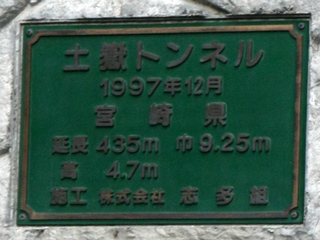 土嶽トンネル
1997年12月
宮崎県
延長 435m 巾 9.25m
高 4.7m
施工 株式会社 志多組